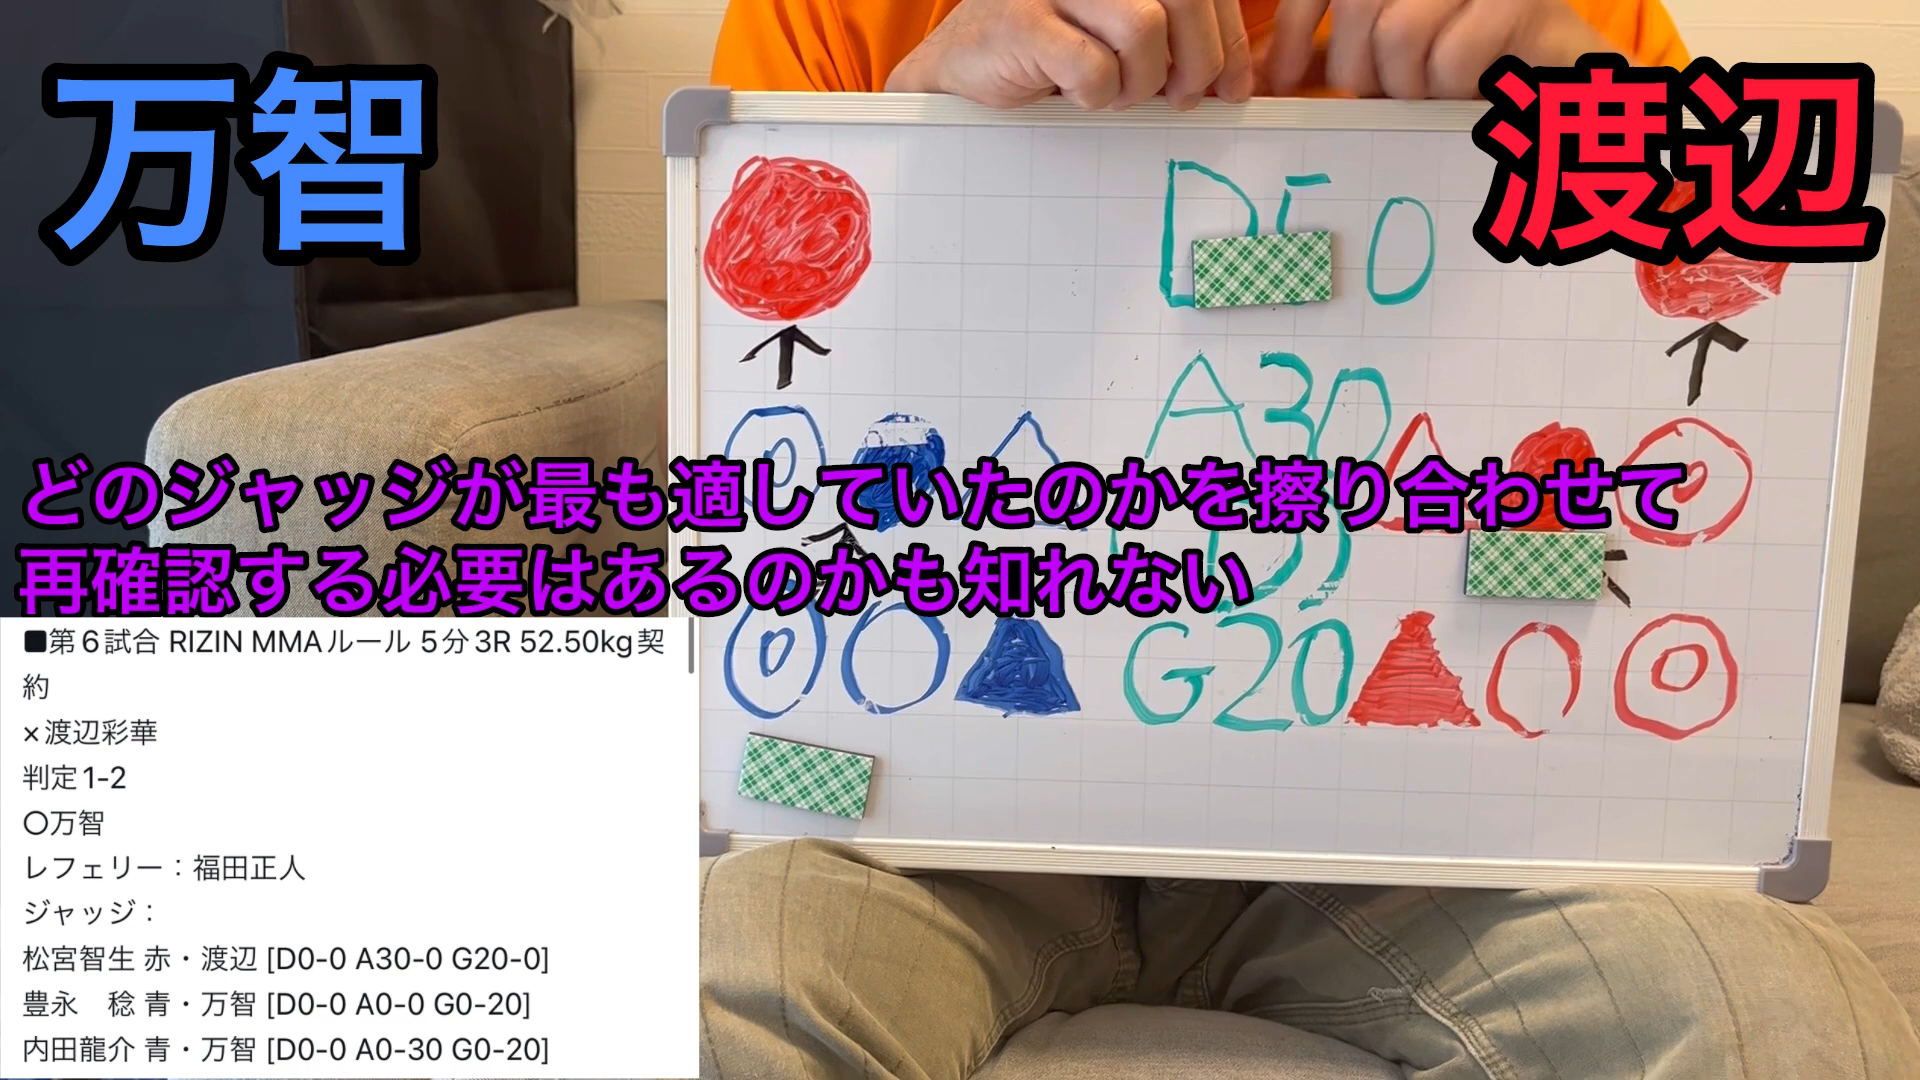 万智
渡辺
D50
A30
G20
どのジャッジが最も適していたのかを擦り合わせて
再確認する必要はあるのかも知れない
■第6試合 RIZIN MMAルール 5分3R 52.50kg契
約
×渡辺彩華
判定1-2
〇万智
レフェリー：福田正人
ジャッジ：
松宮智生 赤・渡辺 [D0-0 A30-0 G20-0]
豊永　稔 青・万智 [D0-0 A0-0 G0-20]
内田龍介 青・万智 [D0-0 A0-30 G0-20]